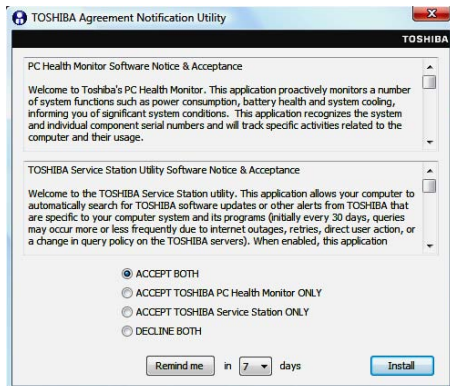 TOSHIBA Agreement Notification Utility
TOSHIBA
PC Health Monitor Software Notice & Acceptance
Welcome to Toshiba's PC Health Monitor. This application proactively monitors a number
of system functions such as power consumption, battery health and system cooling,
informing you of significant system conditions. This application recognizes the system
and individual component serial numbers and will track specific activities related to the
computer and their usage.
TOSHIBA Service Station Utility Software Notice & Acceptance
Welcome to the TOSHIBA Service Station utility. This application allows your computer to
automatically search for TOSHIBA software updates or other alerts from TOSHIBA that
are specific to your computer system and its programs (initially every 30 days, queries
may occur more or less frequently due to internet outages, retries, direct user action, or
a change in query policy on the TOSHIBA servers). When enabled, this application
ACCEPT BOTH
ACCEPT TOSHIBA PC Health Monitor ONLY
ACCEPT TOSHIBA Service Station ONLY
DECLINE BOTH
Remind me in 7 days Install